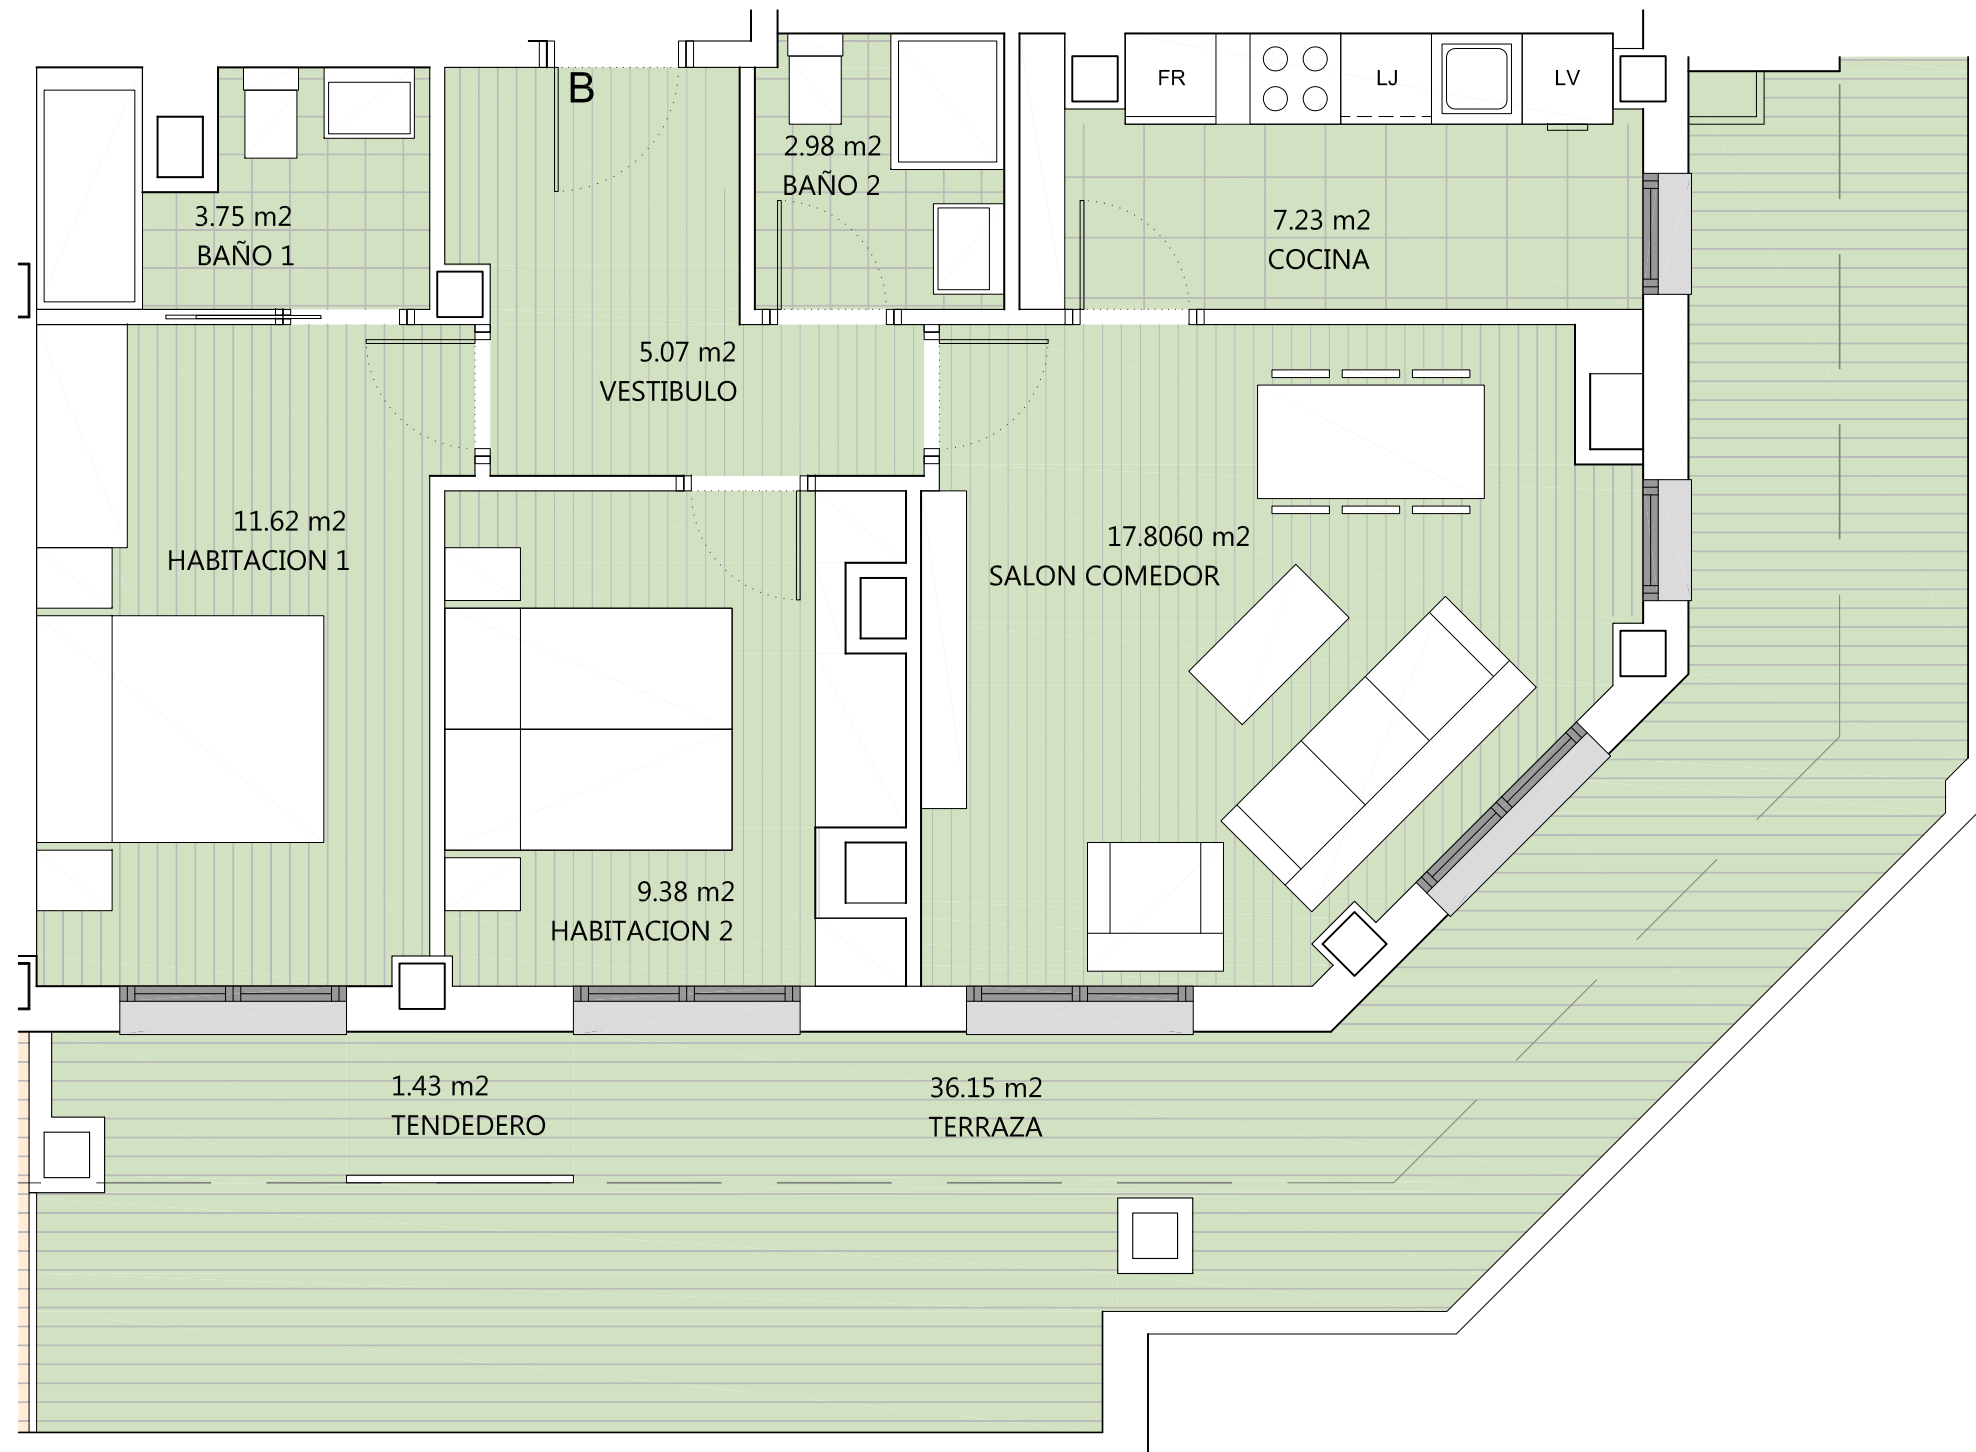 B
FR
LJ
LV
2.98 m2
BAÑO 2
3.75 m2
BAÑO 1
7.23 m2
COCINA
5.07 m2
VESTIBULO
11.62 m2
HABITACION 1
17.8060 m2
SALON COMEDOR
9.38 m2
HABITACION 2
1.43 m2
TENDEDERO
36.15 m2
TERRAZA